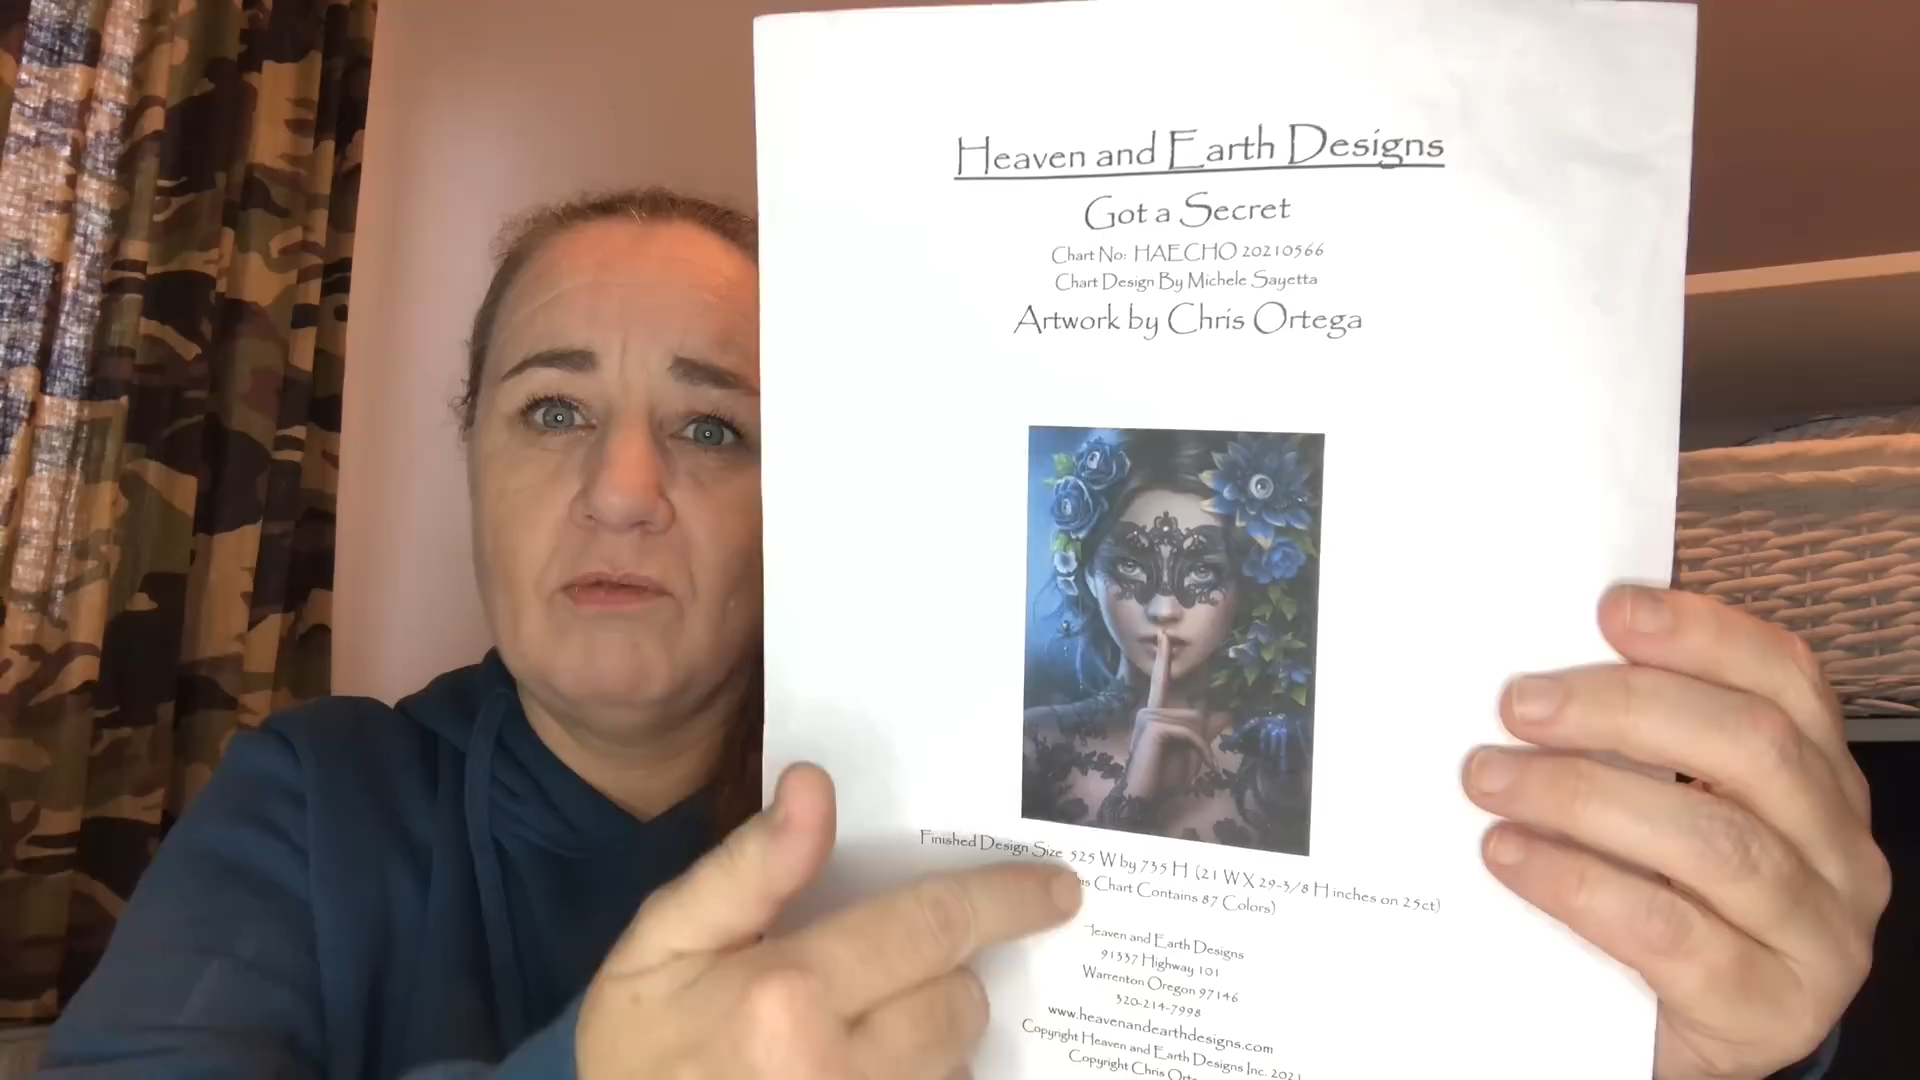 Heaven and Earth Designs
Got a Secret
Chart No: HAECHO 20210566
Chart Design By Michele Sayetta
Artwork by Chris Ortega
Finished Design Size 525 W by 735 H (21 W X 29-3/8 H inches on 25ct)
Chart Contains 87 Colors)
Heaven and Earth Designs
91337 Highway 101
Warrenton Oregon 97146
320-214-7998
www.heavenandearthdesigns.com
Copyright Heaven and Earth Designs Inc. 2021
Copyright Chris